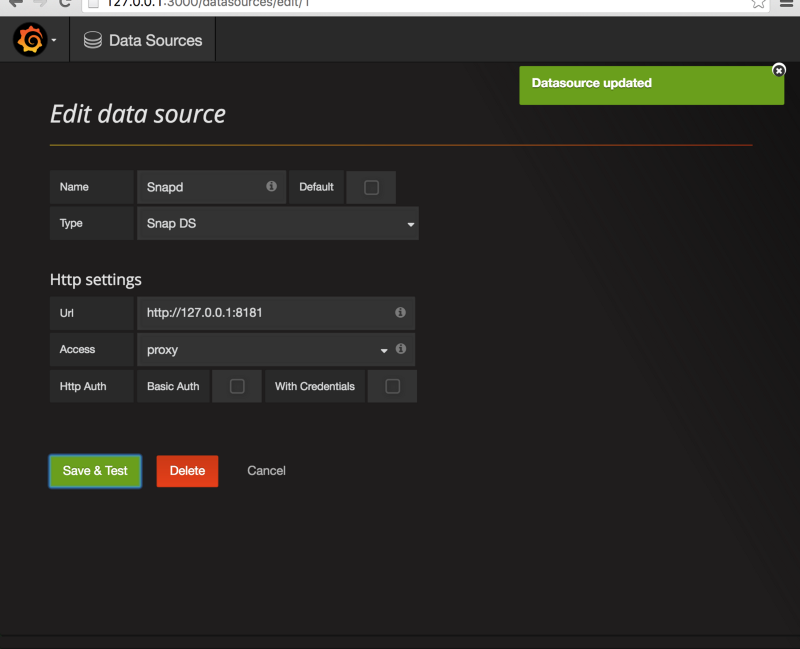 127.0.0.1:3000/datasources/edit/1
Data Sources
Datasource updated
Edit data source
Name Snapd Default
Type Snap DS
Http settings
Url http://127.0.0.1:8181
Access proxy
Http Auth Basic Auth With Credentials
Save & Test Delete Cancel